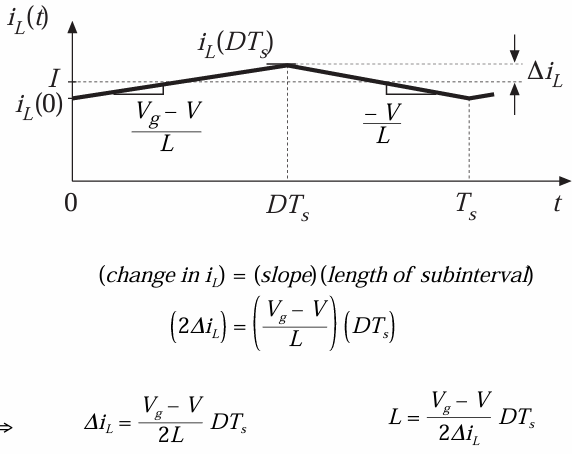 i_L(t)
i_L(DT_s)
I
Δi_L
i_L(0)
(V_g − V)/L
−V/L
0 DT_s T_s t
(change in i_L) = (slope)(length of subinterval)
(2Δi_L) = ((V_g − V)/L) (DT_s)
⇒ Δi_L = (V_g − V)/2L DT_s L = (V_g − V)/2Δi_L DT_s